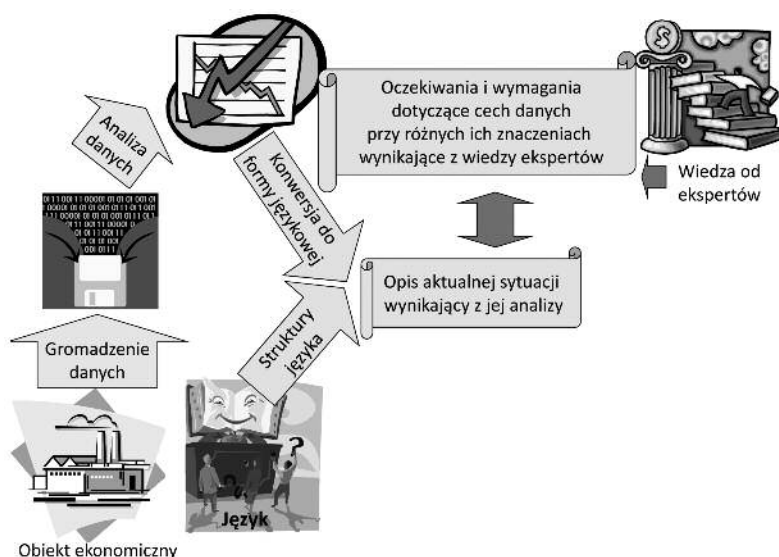 Oczekiwania i wymagania
dotyczące cech danych
przy różnych ich znaczeniach
wynikające z wiedzy ekspertów
Wiedza od
ekspertów
Analiza
danych
Konwersja do
formy językowej
Opis aktualnej sytuacji
wynikający z jej analizy
Struktury
języka
Gromadzenie
danych
Język
Obiekt ekonomiczny